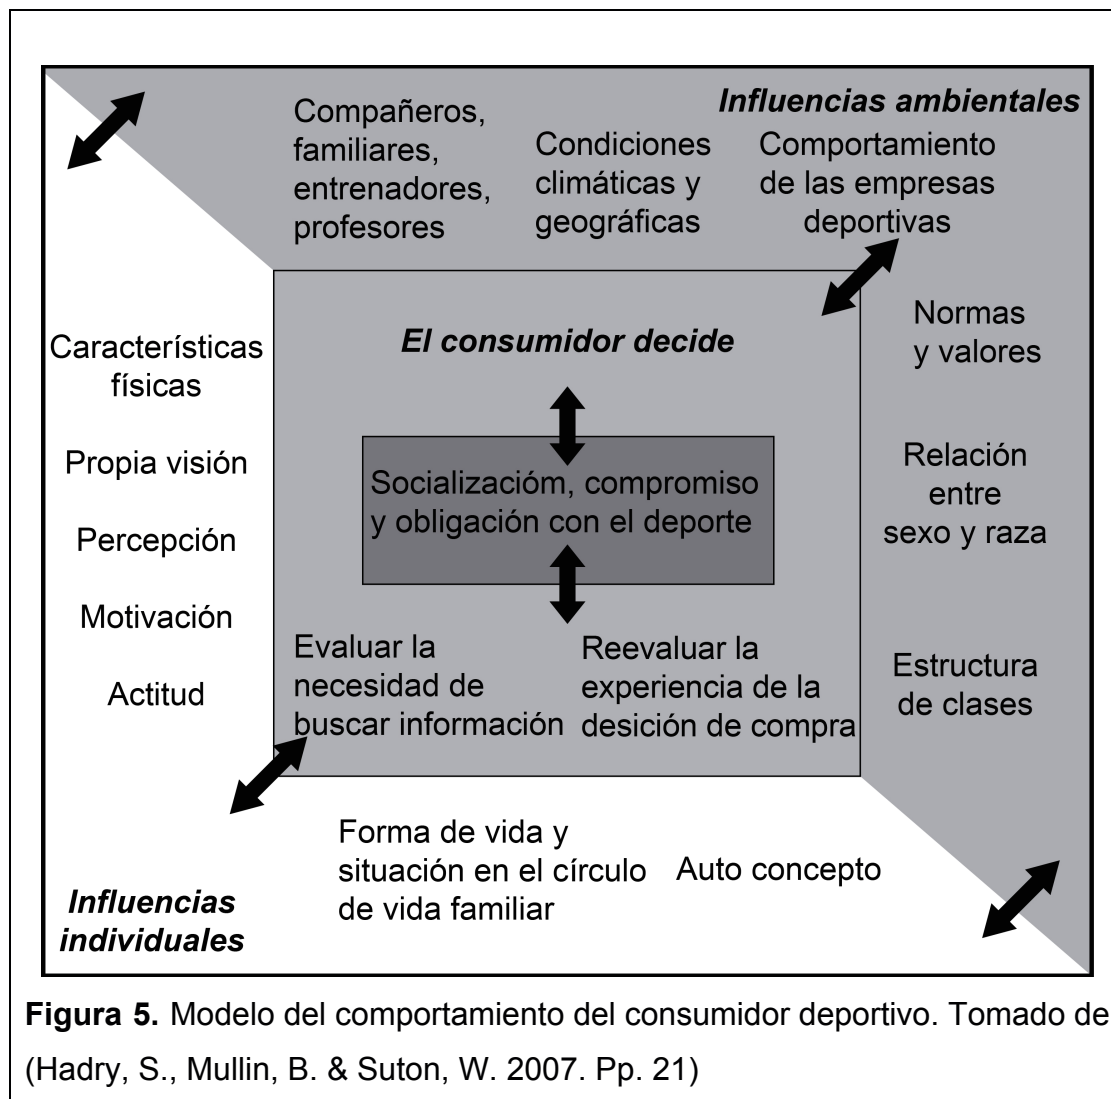 Influencias ambientales
Compañeros,
familiares,
entrenadores,
profesores
Condiciones
climáticas y
geográficas
Comportamiento
de las empresas
deportivas
Normas
y valores
Relación
entre
sexo y raza
Estructura
de clases
El consumidor decide
Socializacióm, compromiso
y obligación con el deporte
Evaluar la
necesidad de
buscar información
Reevaluar la
experiencia de la
desición de compra
Características
físicas
Propia visión
Percepción
Motivación
Actitud
Influencias
individuales
Forma de vida y
situación en el círculo
de vida familiar
Auto concepto
Figura 5. Modelo del comportamiento del consumidor deportivo. Tomado de
(Hadry, S., Mullin, B. & Suton, W. 2007. Pp. 21)